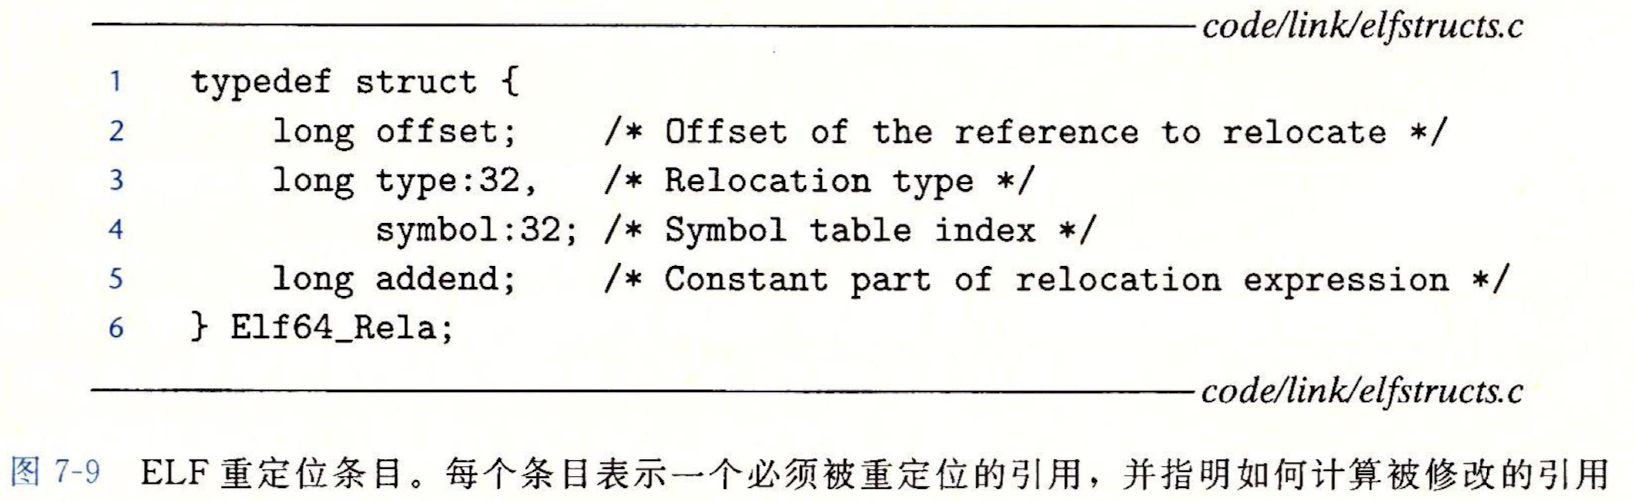 code/link/elfstructs.c
1 typedef struct {
2 long offset; /* Offset of the reference to relocate */
3 long type:32, /* Relocation type */
4 symbol:32; /* Symbol table index */
5 long addend; /* Constant part of relocation expression */
6 } Elf64_Rela;
code/link/elfstructs.c
图 7-9 ELF 重定位条目。每个条目表示一个必须被重定位的引用，并指明如何计算被修改的引用